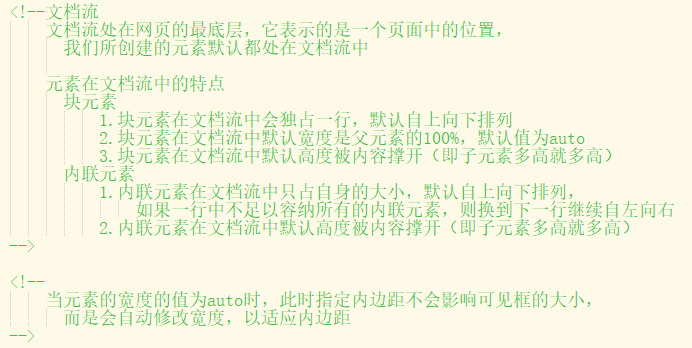 <!--文档流
文档流处在网页的最底层，它表示的是一个页面中的位置，
我们所创建的元素默认都处在文档流中
元素在文档流中的特点
块元素
1.块元素在文档流中会独占一行，默认自上向下排列
2.块元素在文档流中默认宽度是父元素的100%，默认值为auto
3.块元素在文档流中默认高度被内容撑开（即子元素多高就多高）
内联元素
1.内联元素在文档流中只占自身的大小，默认自上向下排列，
如果一行中不足以容纳所有的内联元素，则换到下一行继续自左向右
2.内联元素在文档流中默认高度被内容撑开（即子元素多高就多高）
-->
<!--
当元素的宽度的值为auto时，此时指定内边距不会影响可见框的大小，
而是会自动修改宽度，以适应内边距
-->